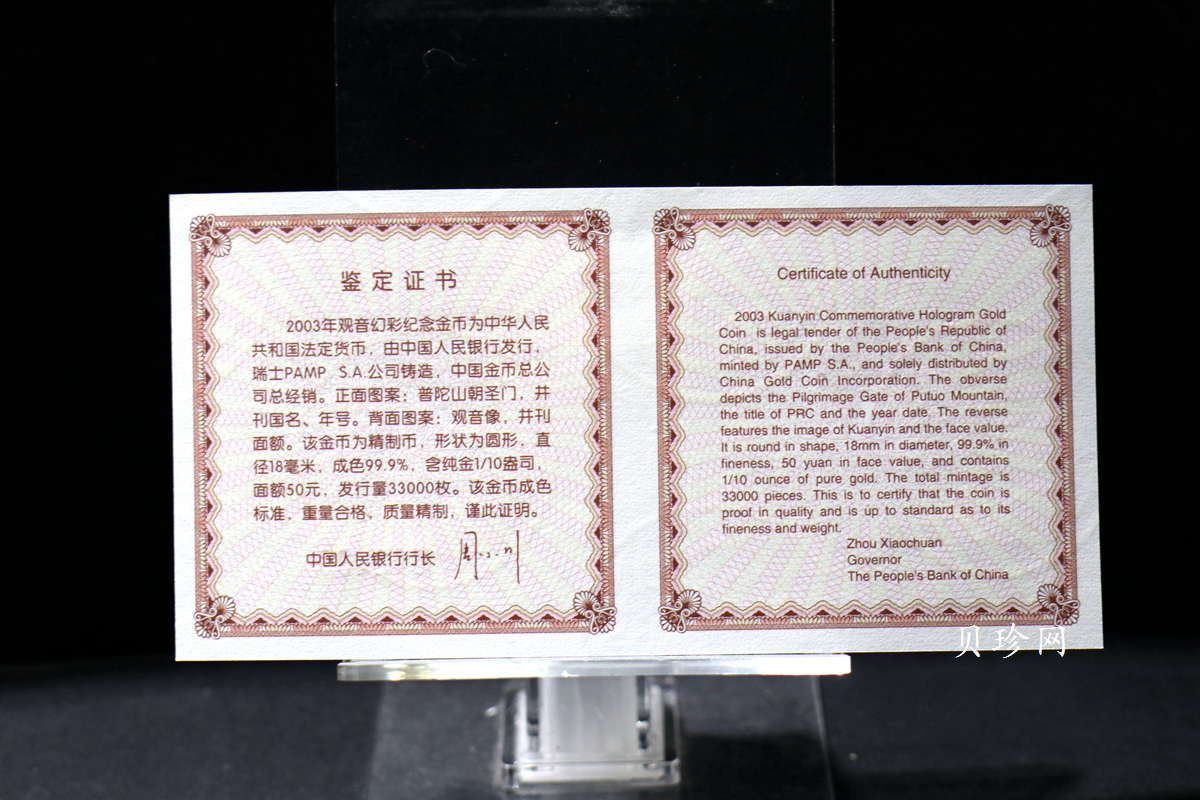 鉴定证书
2003年观音幻彩纪念金币为中华人民
共和国法定货币，由中国人民银行发行，
瑞士PAMP S.A.公司铸造，中国金币总公
司总经销。正面图案：普陀山朝圣门，并
刊国名、年号。背面图案：观音像，并刊
面额。该金币为精制币，形状为圆形，直
径18毫米，成色99.9%，含纯金1/10盎司，
面额50元，发行量33000枚。该金币成色
标准，重量合格、质量精制，谨此证明。
中国人民银行行长 周小川
Certificate of Authenticity
2003 Kuanyin Commemorative Hologram Gold
Coin is legal tender of the People's Republic of
China, issued by the People's Bank of China,
minted by PAMP S.A., and solely distributed by
China Gold Coin Incorporation. The obverse
depicts the Pilgrimage Gate of Putuo Mountain,
the title of PRC and the year date. The reverse
features the image of Kuanyin and the face value.
It is round in shape, 18mm in diameter, 99.9% in
fineness, 50 yuan in face value, and contains
1/10 ounce of pure gold. The total mintage is
33000 pieces. This is to certify that the coin is
proof in quality and is up to standard as to its
fineness and weight.
Zhou Xiaochuan
Governor
The People's Bank of China
贝珍网